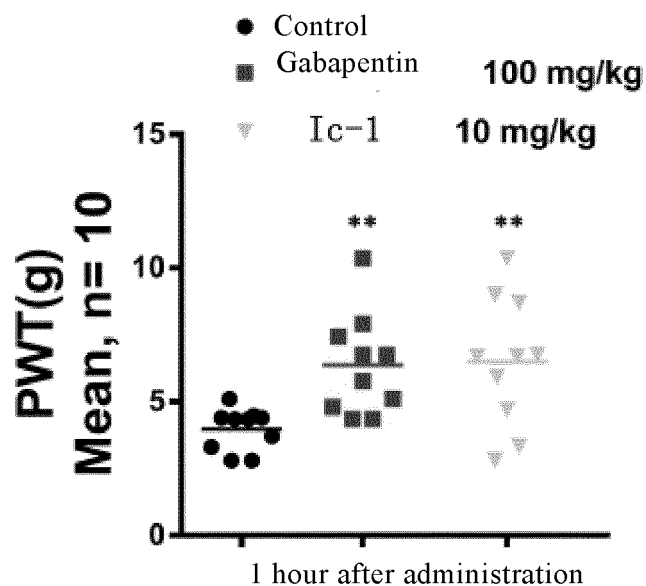 Control
Gabapentin 100 mg/kg
Ic-1 10 mg/kg
PWT(g)
Mean, n= 10
15
10
5
0
** **
1 hour after administration